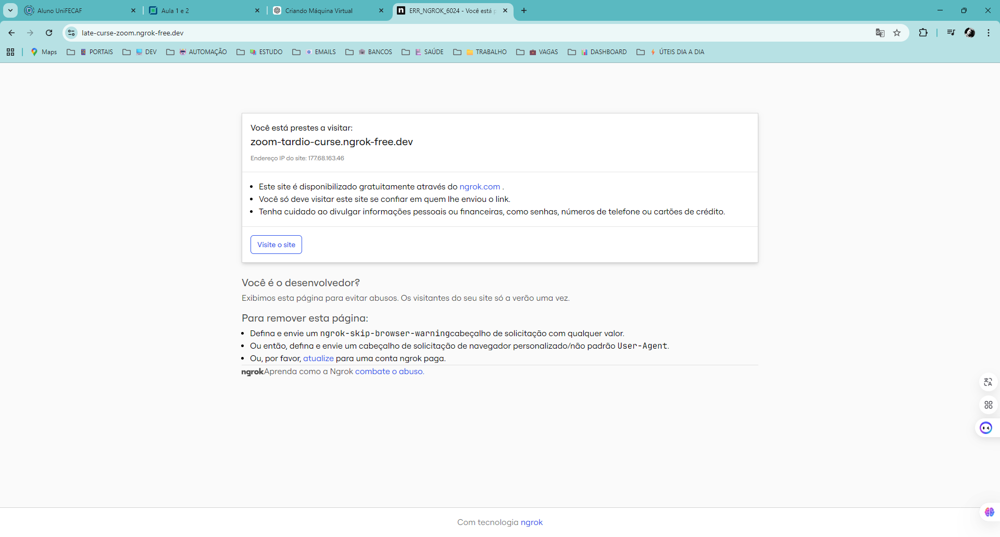 Aluno UniFECAF
Aula 1 e 2
Criando Máquina Virtual
ERR_NGROK_6024 - Você está p
late-curse-zoom.ngrok-free.dev
Maps
PORTAIS
DEV
AUTOMAÇÃO
ESTUDO
EMAILS
BANCOS
SAÚDE
TRABALHO
VAGAS
DASHBOARD
ÚTEIS DIA A DIA
Você está prestes a visitar:
zoom-tardio-curse.ngrok-free.dev
Endereço IP do site: 177.68.163.46
Este site é disponibilizado gratuitamente através do ngrok.com .
Você só deve visitar este site se confiar em quem lhe enviou o link.
Tenha cuidado ao divulgar informações pessoais ou financeiras, como senhas, números de telefone ou cartões de crédito.
Visite o site
Você é o desenvolvedor?
Exibimos esta página para evitar abusos. Os visitantes do seu site só a verão uma vez.
Para remover esta página:
Defina e envie um ngrok-skip-browser-warningcabeçalho de solicitação com qualquer valor.
Ou então, defina e envie um cabeçalho de solicitação de navegador personalizado/não padrão User-Agent.
Ou, por favor, atualize para uma conta ngrok paga.
ngrokAprenda como a Ngrok combate o abuso.
Com tecnologia ngrok